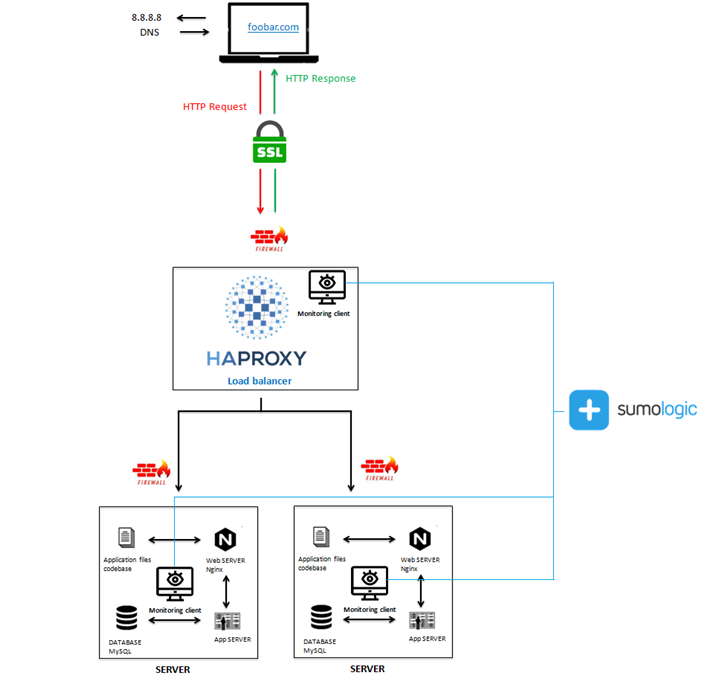 8.8.8.8
DNS
foobar.com
HTTP Response
HTTP Request
SSL
FIREWALL
Monitoring client
HAPROXY
Load balancer
sumologic
FIREWALL
FIREWALL
Application files
codebase
Web SERVER
Nginx
Monitoring client
DATABASE
MySQL
App SERVER
SERVER
Application files
codebase
Web SERVER
Nginx
Monitoring client
DATABASE
MySQL
App SERVER
SERVER